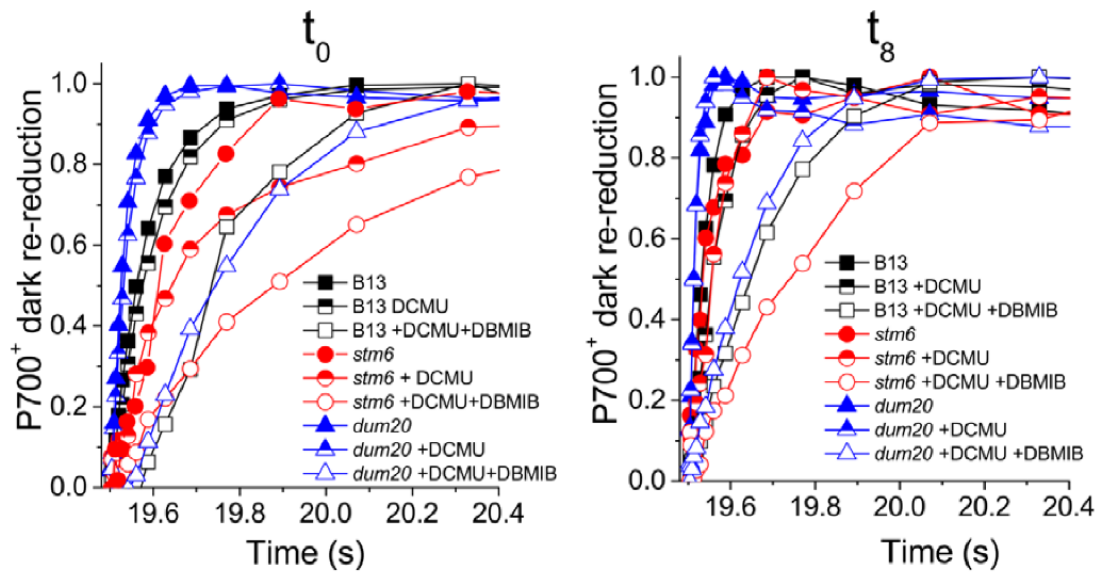 t0
P700+ dark re-reduction
1.0
0.8
0.6
0.4
0.2
0.0
B13
B13 DCMU
B13 +DCMU+DBMIB
stm6
stm6 + DCMU
stm6 +DCMU+DBMIB
dum20
dum20 +DCMU
dum20 +DCMU+DBMIB
19.6 19.8 20.0 20.2 20.4
Time (s)
t8
P700+ dark re-reduction
1.0
0.8
0.6
0.4
0.2
0.0
B13
B13 +DCMU
B13 +DCMU +DBMIB
stm6
stm6 +DCMU
stm6 +DCMU +DBMIB
dum20
dum20 +DCMU
dum20 +DCMU +DBMIB
19.6 19.8 20.0 20.2 20.4
Time (s)